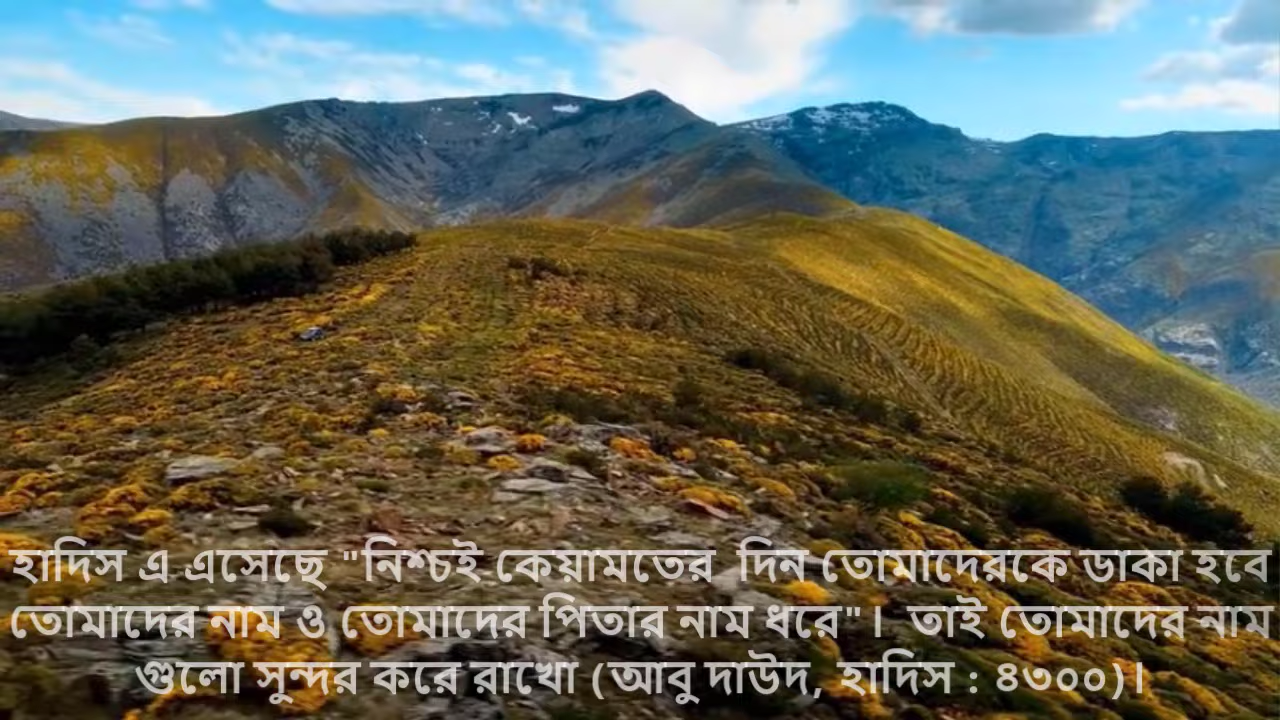 হাদিস এ এসেছে "নিশ্চই কেয়ামতের দিন তোমাদেরকে ডাকা হবে
তোমাদের নাম ও তোমাদের পিতার নাম ধরে"। তাই তোমাদের নাম
গুলো সুন্দর করে রাখো (আবু দাউদ, হাদিস : ৪৩০০)।